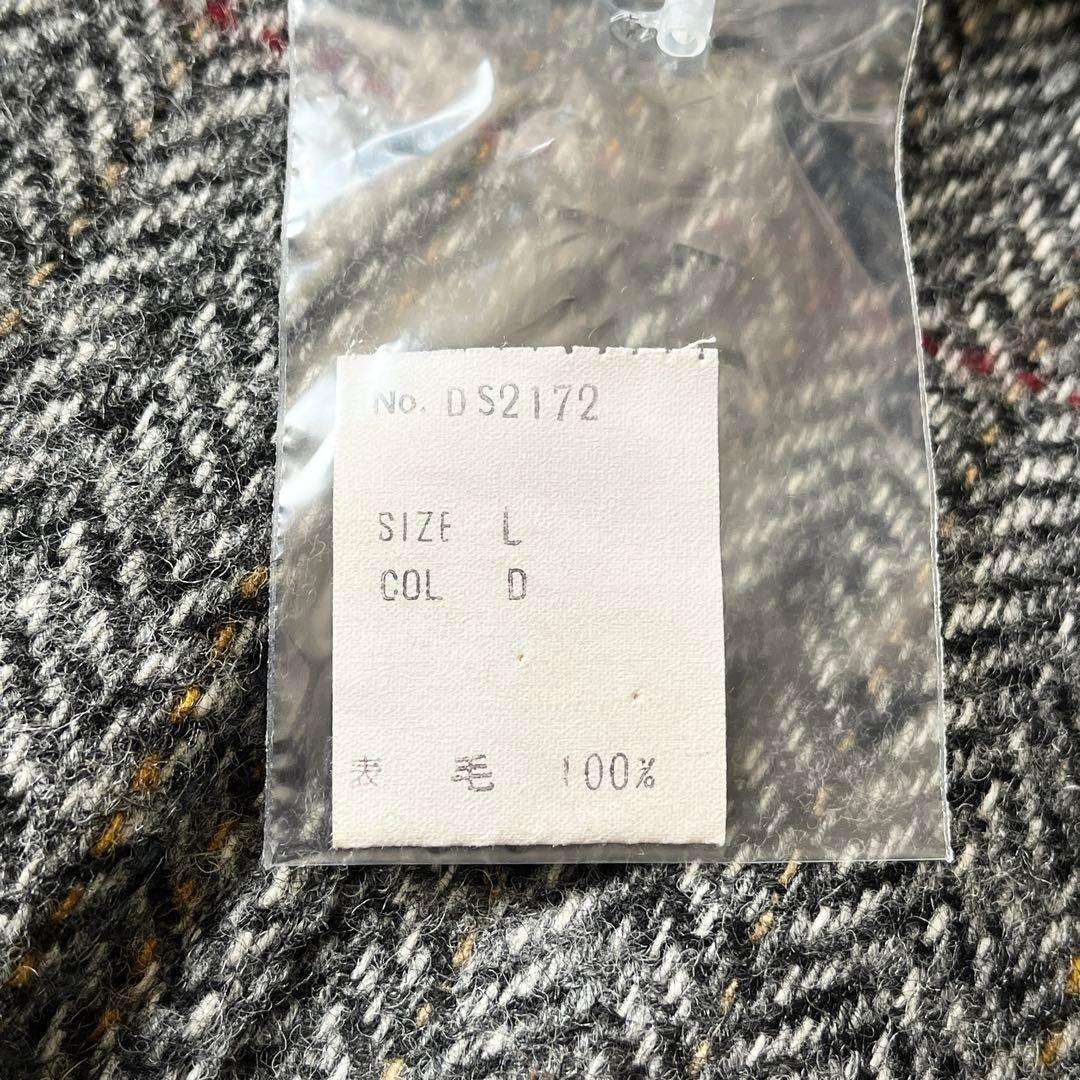 No. DS2172
SIZE L
COL D
表 毛 100%